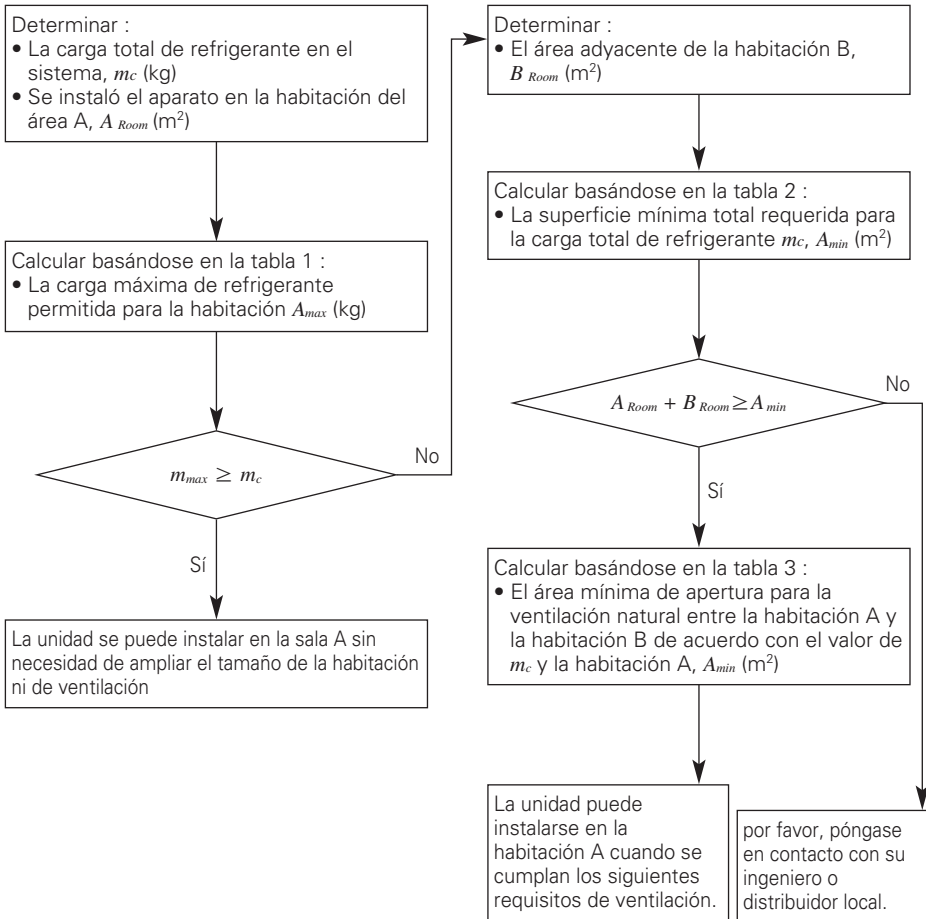 Determinar :
• La carga total de refrigerante en el
sistema, mc (kg)
• Se instaló el aparato en la habitación del
área A, A Room (m²)
Calcular basándose en la tabla 1 :
• La carga máxima de refrigerante
permitida para la habitación Amax (kg)
mmax ≥ mc
No
Sí
La unidad se puede instalar en la sala A sin
necesidad de ampliar el tamaño de la habitación
ni de ventilación
Determinar :
• El área adyacente de la habitación B,
B Room (m²)
Calcular basándose en la tabla 2 :
• La superficie mínima total requerida para
la carga total de refrigerante mc, Amin (m²)
A Room + B Room ≥ A min
No
Sí
Calcular basándose en la tabla 3 :
• El área mínima de apertura para la
ventilación natural entre la habitación A y
la habitación B de acuerdo con el valor de
mc y la habitación A, Amin (m²)
La unidad puede
instalarse en la
habitación A cuando se
cumplan los siguientes
requisitos de ventilación.
por favor, póngase
en contacto con su
ingeniero o
distribuidor local.